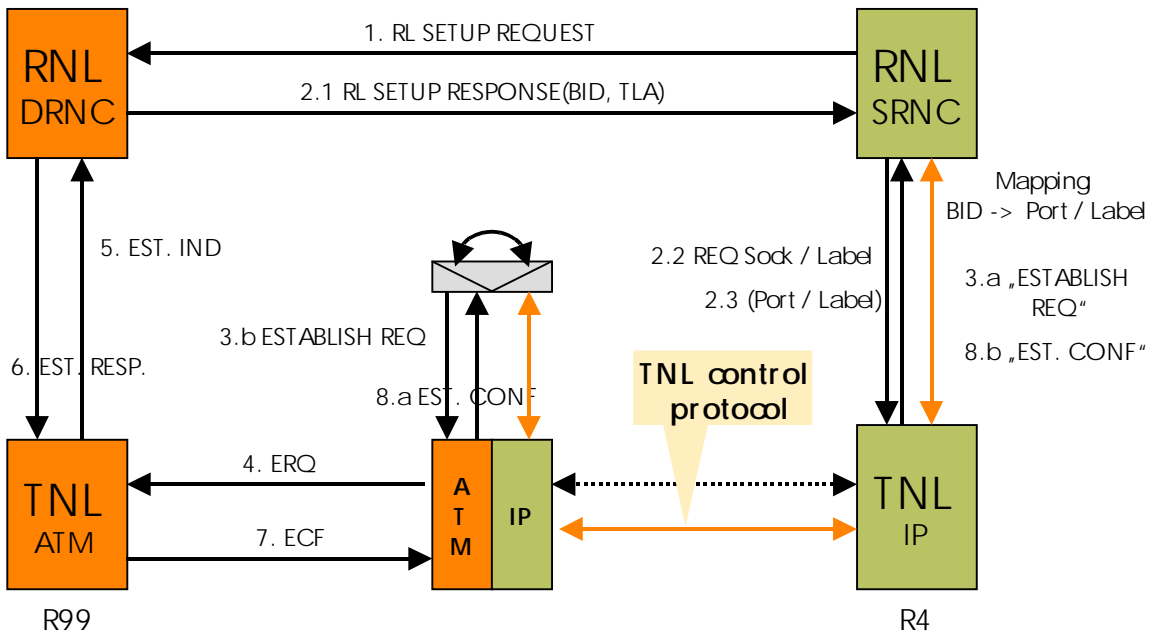 1. RL SETUP REQUEST
RNL
DRNC
RNL
SRNC
2.1 RL SETUP RESPONSE(BID, TLA)
Mapping
BID -> Port / Label
5. EST. IND
2.2 REQ Sock / Label
2.3 (Port / Label)
3.a „ESTABLISH
REQ“
3.b ESTABLISH REQ
8.b „EST. CONF“
6. EST. RESP.
TNL control
protocol
8.a EST. CONF
4. ERQ
TNL
ATM
A
T
M
IP
TNL
IP
7. ECF
R99
R4